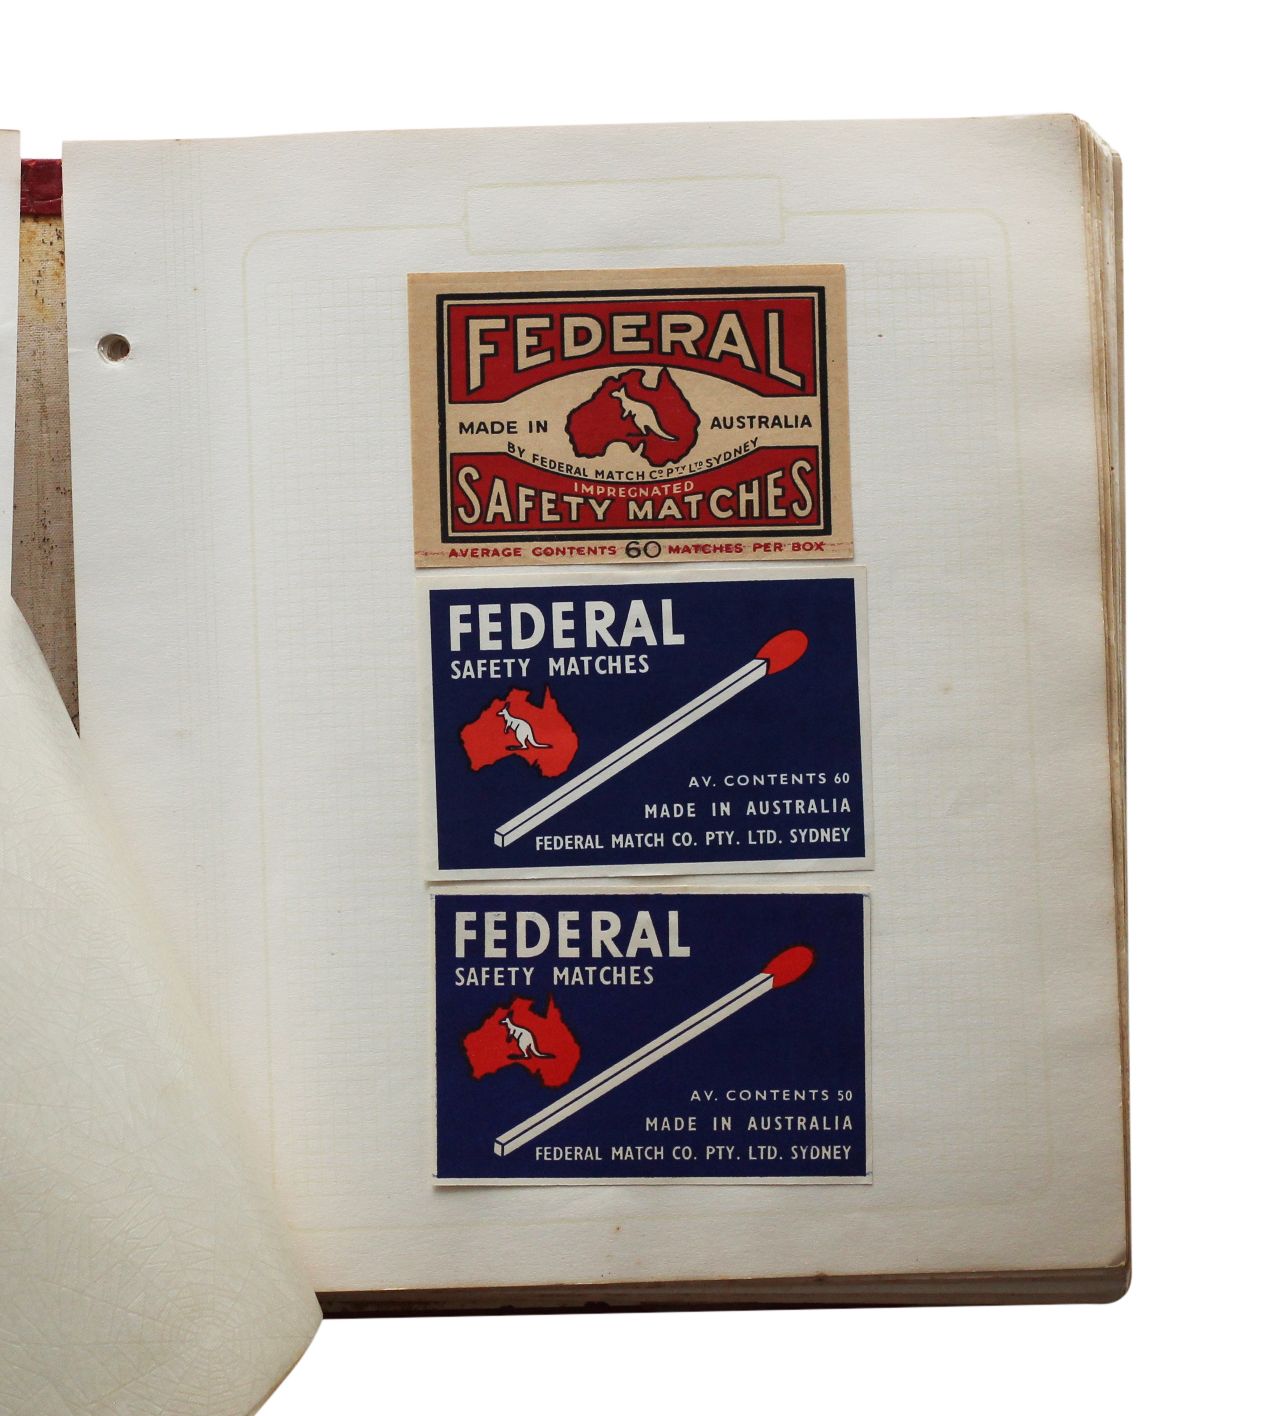 FEDERAL
MADE IN AUSTRALIA
BY FEDERAL MATCH CO PTY LTD SYDNEY
IMPREGNATED
SAFETY MATCHES
AVERAGE CONTENTS 60 MATCHES PER BOX
FEDERAL
SAFETY MATCHES
AV. CONTENTS 60
MADE IN AUSTRALIA
FEDERAL MATCH CO. PTY. LTD. SYDNEY
FEDERAL
SAFETY MATCHES
AV. CONTENTS 50
MADE IN AUSTRALIA
FEDERAL MATCH CO. PTY. LTD. SYDNEY